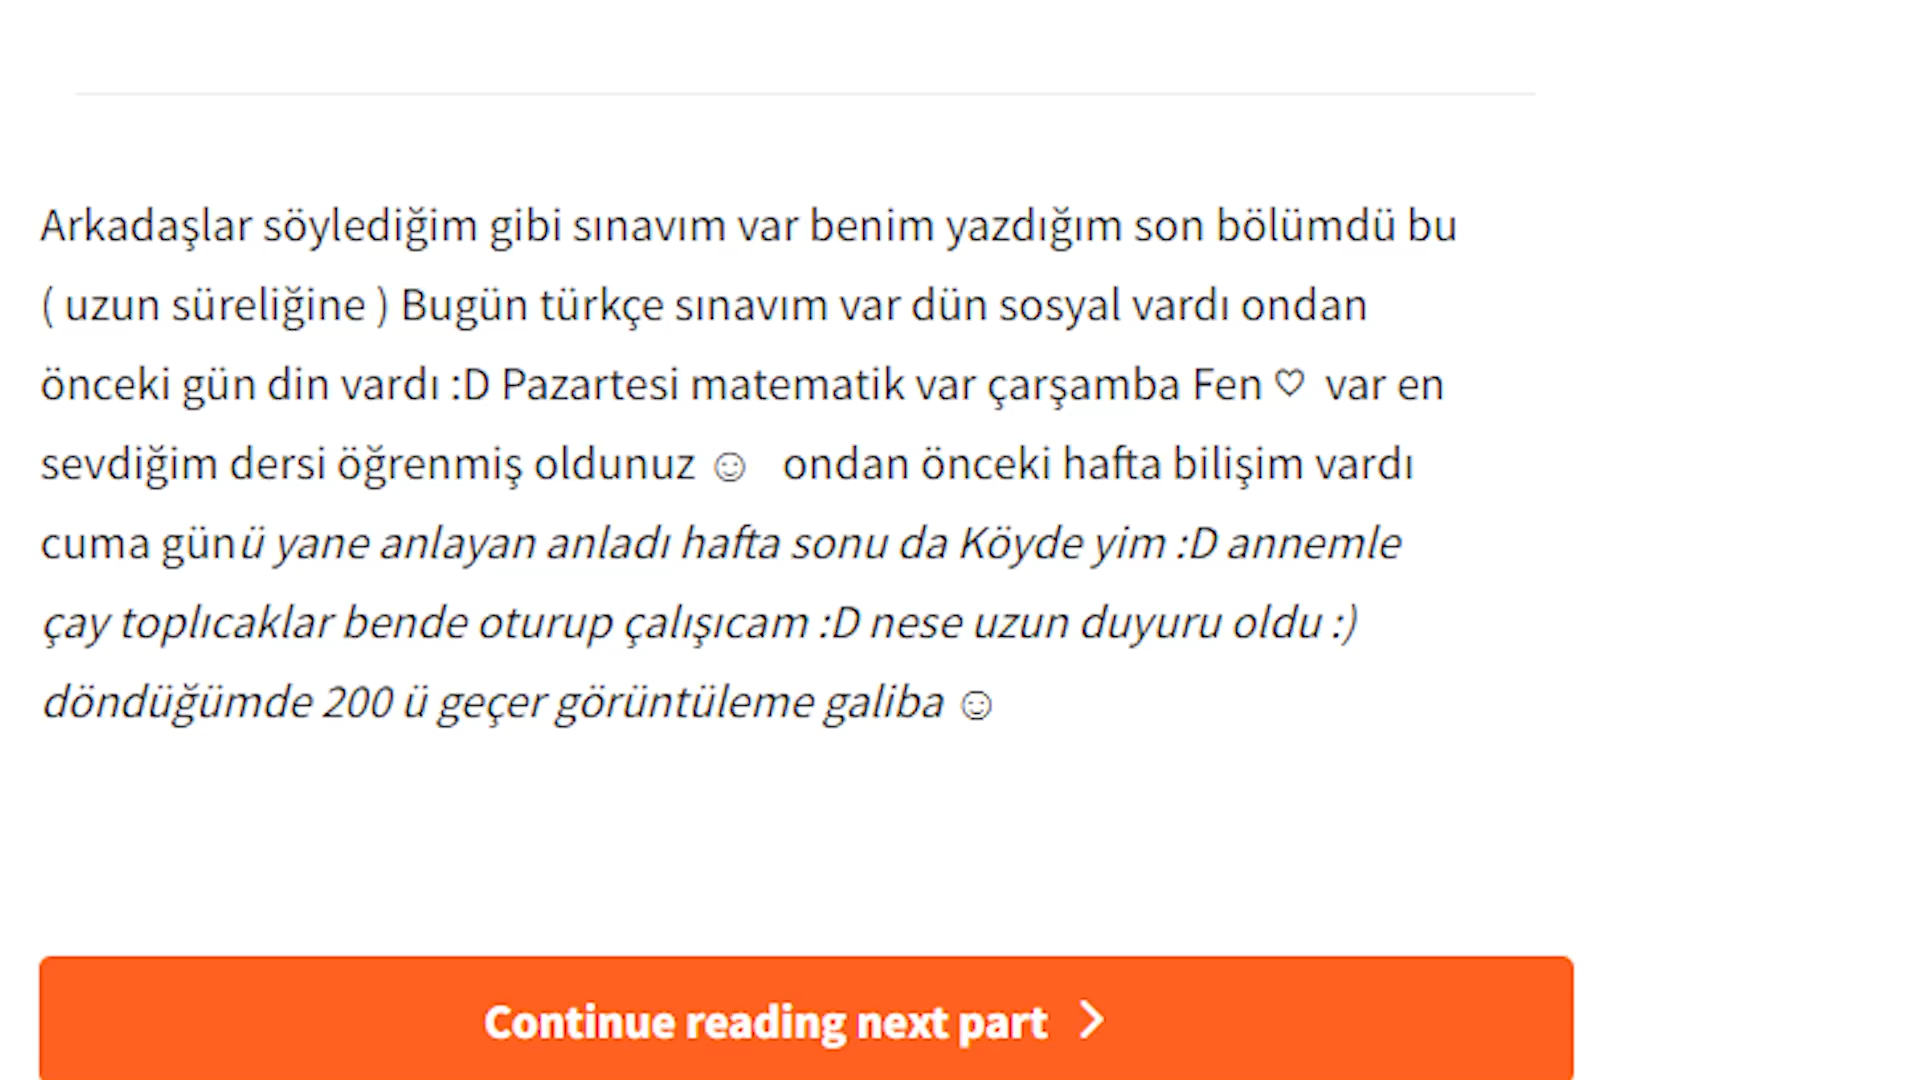 Arkadaşlar söylediğim gibi sınavım var benim yazdığım son bölümdü bu
( uzun süreliğine ) Bugün türkçe sınavım var dün sosyal vardı ondan
önceki gün din vardı :D Pazartesi matematik var çarşamba Fen ♡ var en
sevdiğim dersi öğrenmiş oldunuz ☺ ondan önceki hafta bilişim vardı
cuma günü yane anlayan anladı hafta sonu da Köyde yim :D annemle
çay toplıcaklar bende oturup çalışıcam :D nese uzun duyuru oldu :)
döndüğümde 200 ü geçer görüntüleme galiba ☺
Continue reading next part >